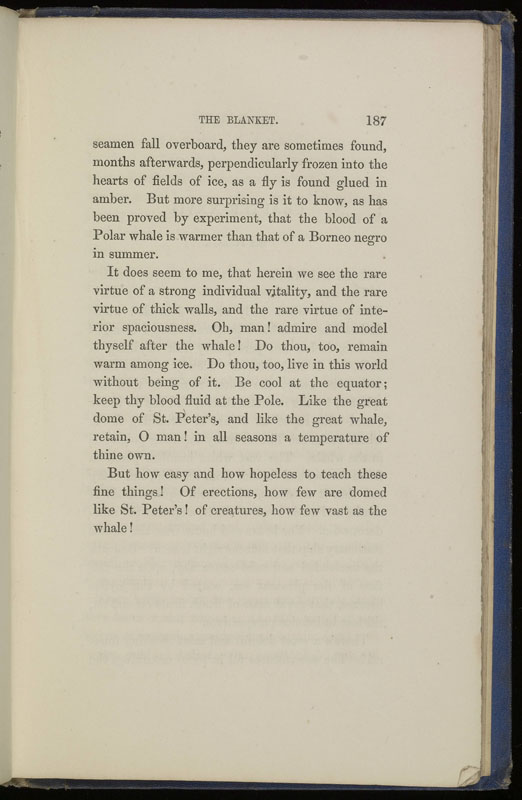 THE BLANKET. 187
seamen fall overboard, they are sometimes found,
months afterwards, perpendicularly frozen into the
hearts of fields of ice, as a fly is found glued in
amber. But more surprising is it to know, as has
been proved by experiment, that the blood of a
Polar whale is warmer than that of a Borneo negro
in summer.
It does seem to me, that herein we see the rare
virtue of a strong individual vitality, and the rare
virtue of thick walls, and the rare virtue of inte-
rior spaciousness. Oh, man! admire and model
thyself after the whale! Do thou, too, remain
warm among ice. Do thou, too, live in this world
without being of it. Be cool at the equator;
keep thy blood fluid at the Pole. Like the great
dome of St. Peter's, and like the great whale,
retain, O man! in all seasons a temperature of
thine own.
But how easy and how hopeless to teach these
fine things! Of erections, how few are domed
like St. Peter's! of creatures, how few vast as the
whale!